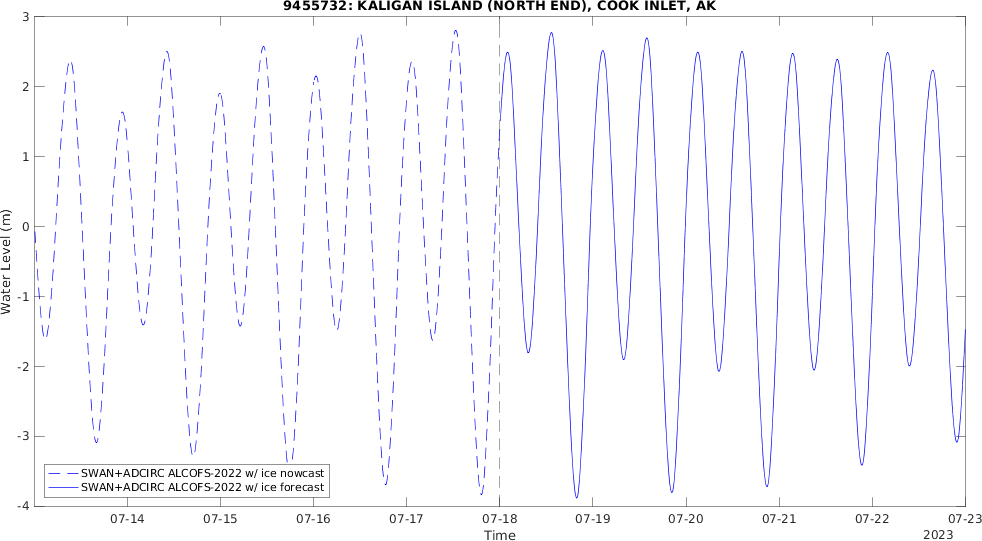 9455732: KALIGAN ISLAND (NORTH END), COOK INLET, AK
3
2
1
0
-1
-2
-3
-4
Water Level (m)
SWAN+ADCIRC ALCOFS-2022 w/ ice nowcast
SWAN+ADCIRC ALCOFS-2022 w/ ice forecast
07-14 07-15 07-16 07-17 07-18 07-19 07-20 07-21 07-22 07-23
Time
2023